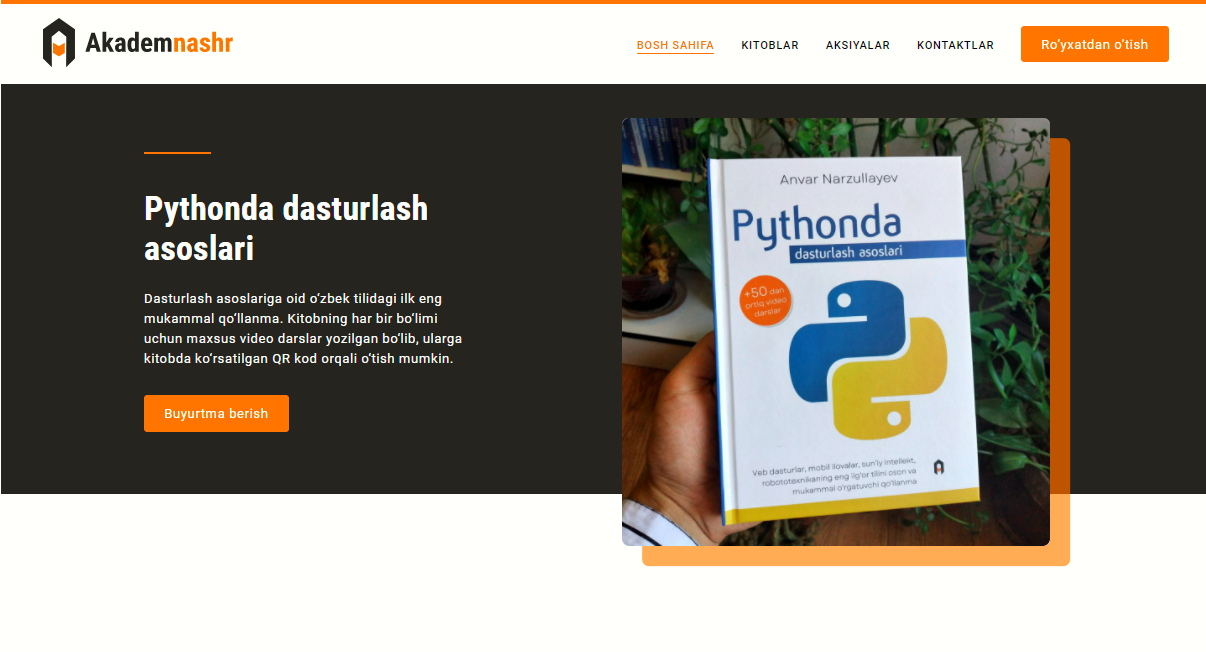 Akademnashr
BOSH SAHIFA
KITOBLAR
AKSIYALAR
KONTAKTLAR
Ro‘yxatdan o‘tish
Pythonda dasturlash
asoslari
Dasturlash asoslariga oid o‘zbek tilidagi ilk eng
mukammal qo‘llanma. Kitobning har bir bo‘limi
uchun maxsus video darslar yozilgan bo‘lib, ularga
kitobda ko‘rsatilgan QR kod orqali o‘tish mumkin.
Buyurtma berish
Anvar Narzullayev
Pythonda
dasturlash asoslari
+50 dan
ortiq video
darslar
Veb dasturlar, mobil ilovalar, sun'iy intellekt,
robototexnikaning eng ilg'or tilini oson va
mukammal o'rgatuvchi qo'llanma